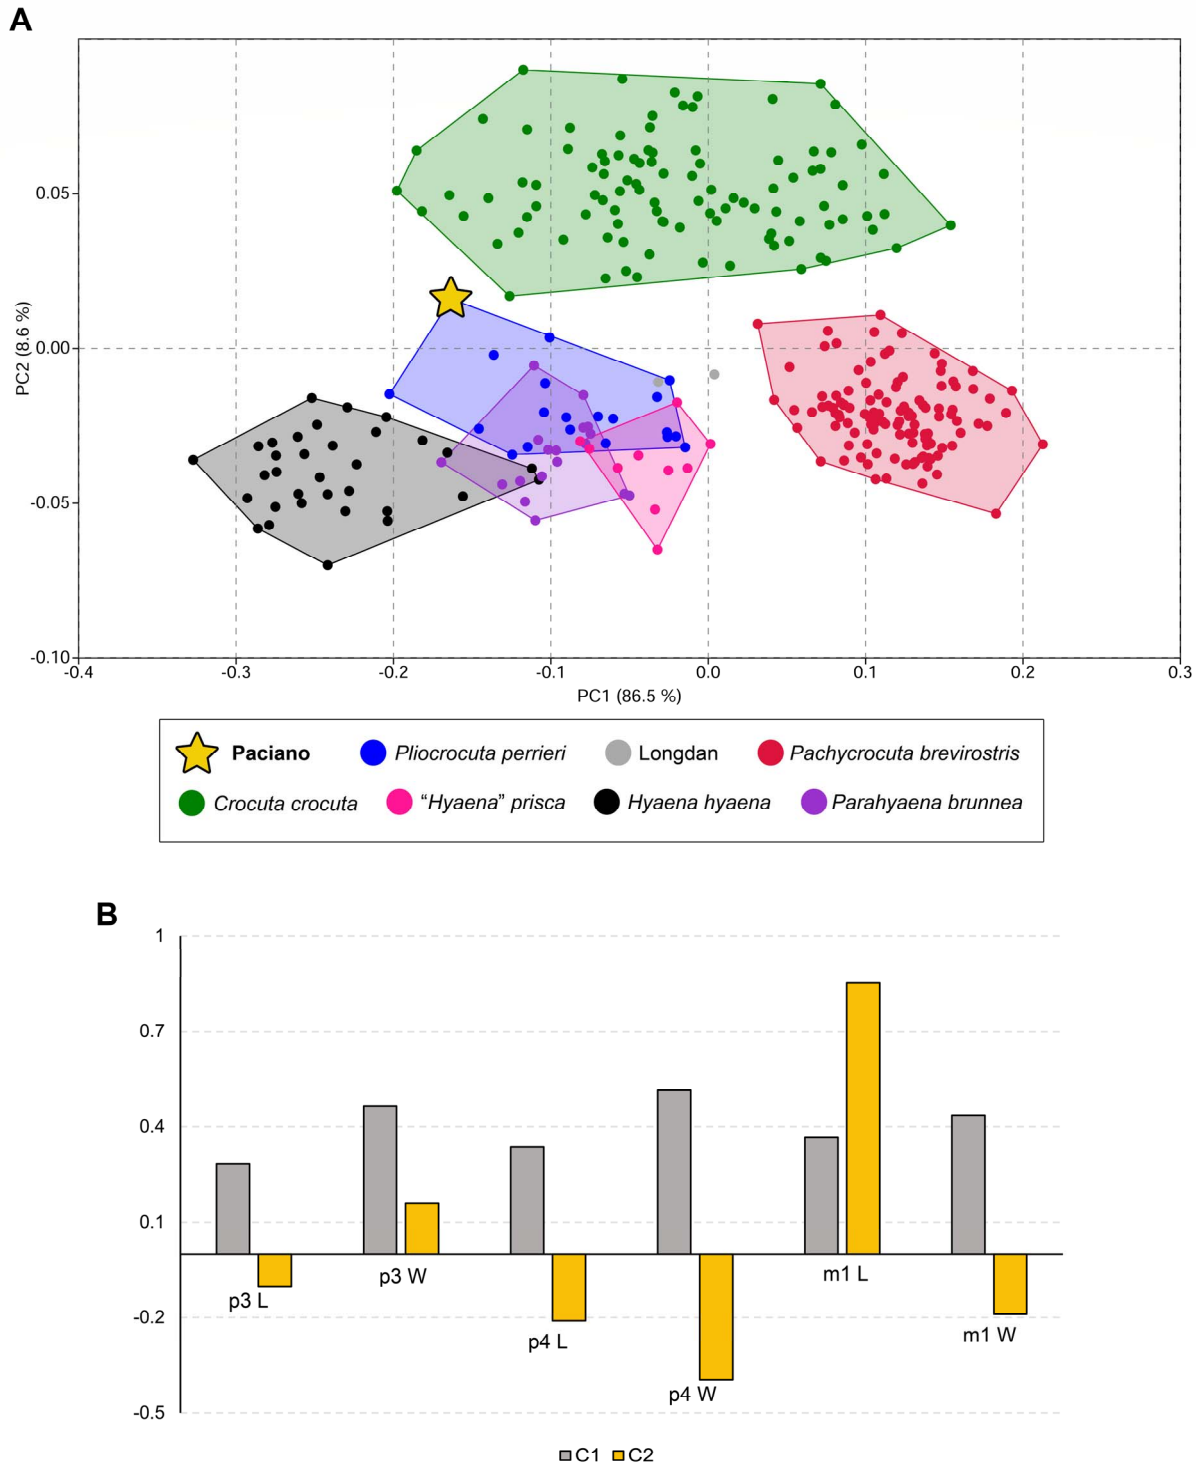 A
0.05
0.00
-0.10
PC2 (8.6 %)
-0.05
-0.4 -0.3 -0.2 -0.1 0.0 0.1 0.2 0.3
PC1 (86.5 %)
Paciano Pliocrocuta perrieri Longdan Pachycrocuta brevirostris
Crocuta crocuta “Hyaena” prisca Hyaena hyaena Parahyaena brunnea
B
1
0.7
0.4
0.1
-0.2
-0.5
p3 L
p3 W
p4 L
p4 W
m1 L
m1 W
C1 C2